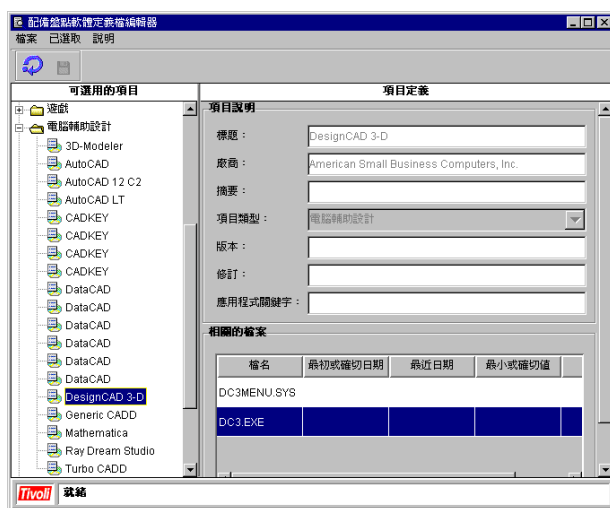 配備盤點軟體定義檔編輯器
檔案 已選取 說明
可選用的項目
項目定義
遊戲
電腦輔助設計
3D-Modeler
AutoCAD
AutoCAD 12 C2
AutoCAD LT
CADKEY
CADKEY
CADKEY
CADKEY
DataCAD
DataCAD
DataCAD
DataCAD
DataCAD
DataCAD
DesignCAD 3-D
Generic CADD
Mathematica
Ray Dream Studio
Turbo CADD
項目說明
標題：
DesignCAD 3-D
廠商：
American Small Business Computers, Inc.
摘要：
項目類型：
電腦輔助設計
版本：
修訂：
應用程式關鍵字：
相關的檔案
檔名 最初或確切日期 最近日期 最小或確切值
DC3MENU.SYS
DC3.EXE
Tivoli 就緒